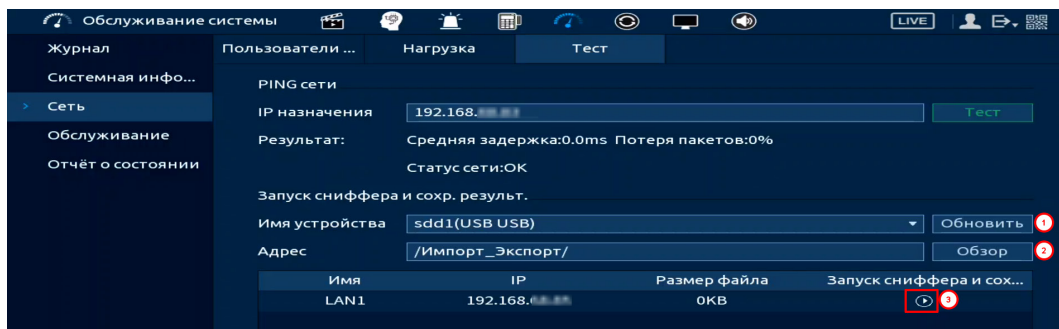 Обслуживание системы LIVE
Журнал Пользователи ... Нагрузка Тест
Системная инфо...
PING сети
> Сеть
IP назначения 192.168. Тест
Обслуживание
Результат: Средняя задержка:0.0ms Потеря пакетов:0%
Отчёт о состоянии
Статус сети:OK
Запуск сниффера и сохр. результ.
Имя устройства sdd1(USB USB) Обновить 1
Адрес /Импорт_Экспорт/ Обзор 2
Имя IP Размер файла Запуск сниффера и сох...
LAN1 192.168. 0KB 3